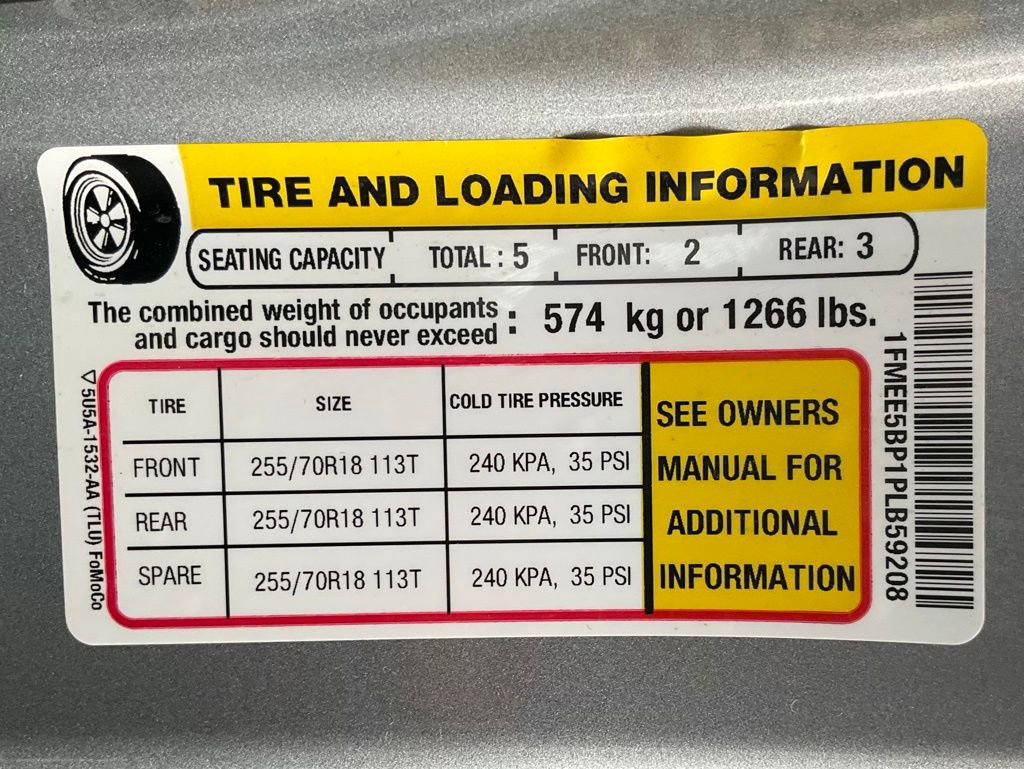 TIRE AND LOADING INFORMATION
SEATING CAPACITY TOTAL : 5 FRONT: 2 REAR: 3
The combined weight of occupants
and cargo should never exceed : 574 kg or 1266 lbs.
TIRE SIZE COLD TIRE PRESSURE
FRONT 255/70R18 113T 240 KPA, 35 PSI
REAR 255/70R18 113T 240 KPA, 35 PSI
SPARE 255/70R18 113T 240 KPA, 35 PSI
SEE OWNERS
MANUAL FOR
ADDITIONAL
INFORMATION
5U5A-1532-AA (TLU) FoMoCo
1FMEE5BP1PLB59208